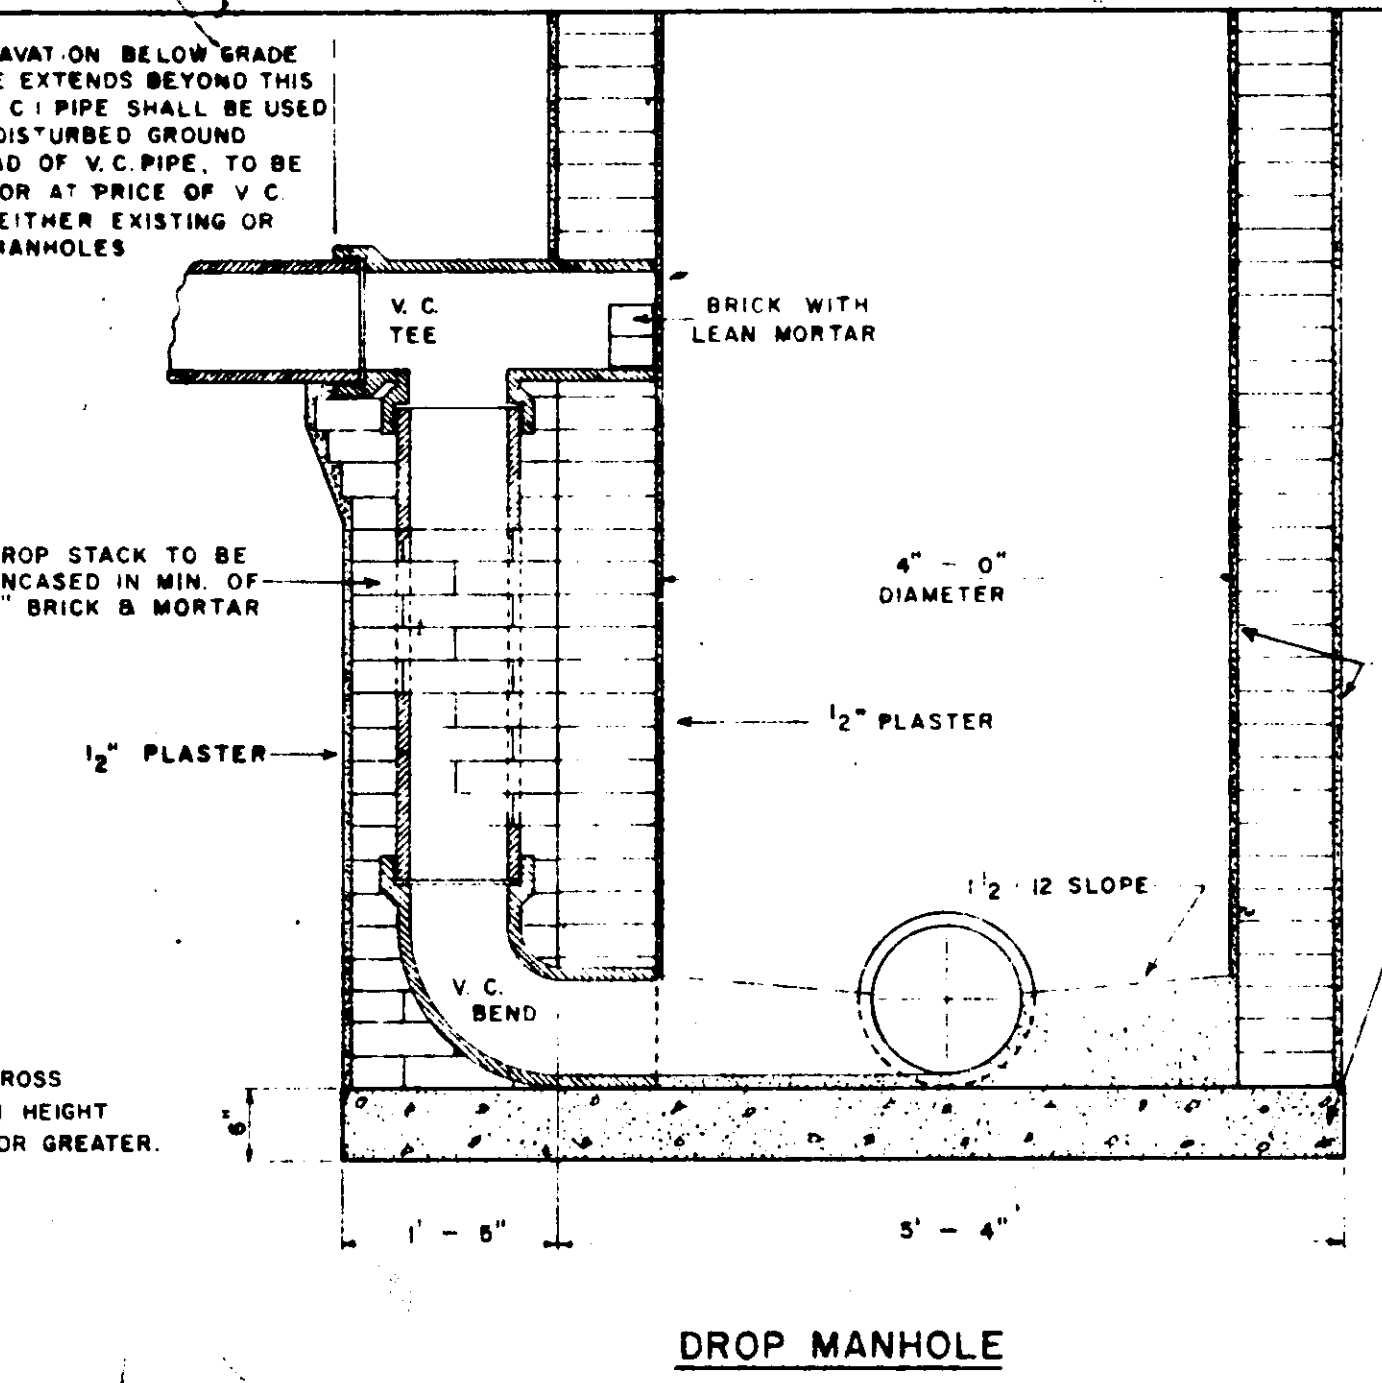 AVAT.ON BELOW GRADE
E EXTENDS BEYOND THIS
C I PIPE SHALL BE USED
DISTURBED GROUND
AD OF V.C. PIPE, TO BE
OR AT PRICE OF V C.
EITHER EXISTING OR
MANHOLES
V. C.
TEE
BRICK WITH
LEAN MORTAR
ROP STACK TO BE
NCASED IN MIN. OF
" BRICK & MORTAR
4" - 0"
DIAMETER
1/2" PLASTER
1/2" PLASTER
1 1/2 12 SLOPE
V. C.
BEND
ROSS
HEIGHT
OR GREATER.
6"
1' - 5"
5' - 4"
DROP MANHOLE